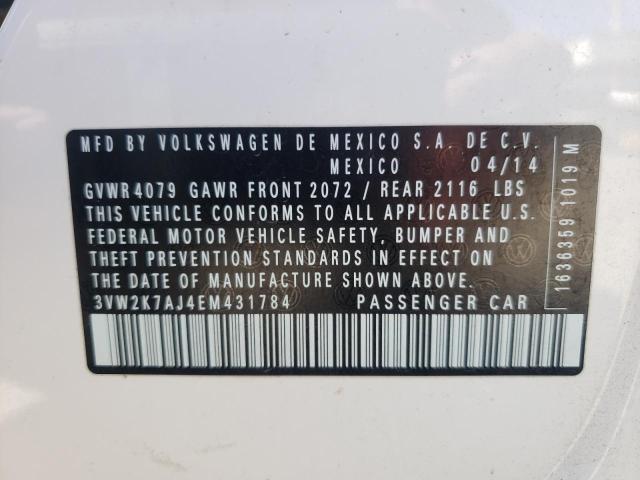 MFD BY VOLKSWAGEN DE MEXICO S.A. DE C.V.
MEXICO 04/14
GVWR 4079 GAWR FRONT 2072 / REAR 2116 LBS
THIS VEHICLE CONFORMS TO ALL APPLICABLE U.S.
FEDERAL MOTOR VEHICLE SAFETY, BUMPER AND
THEFT PREVENTION STANDARDS IN EFFECT ON
THE DATE OF MANUFACTURE SHOWN ABOVE.
3VW2K7AJ4EM431784 PASSENGER CAR
1636359 1019 M